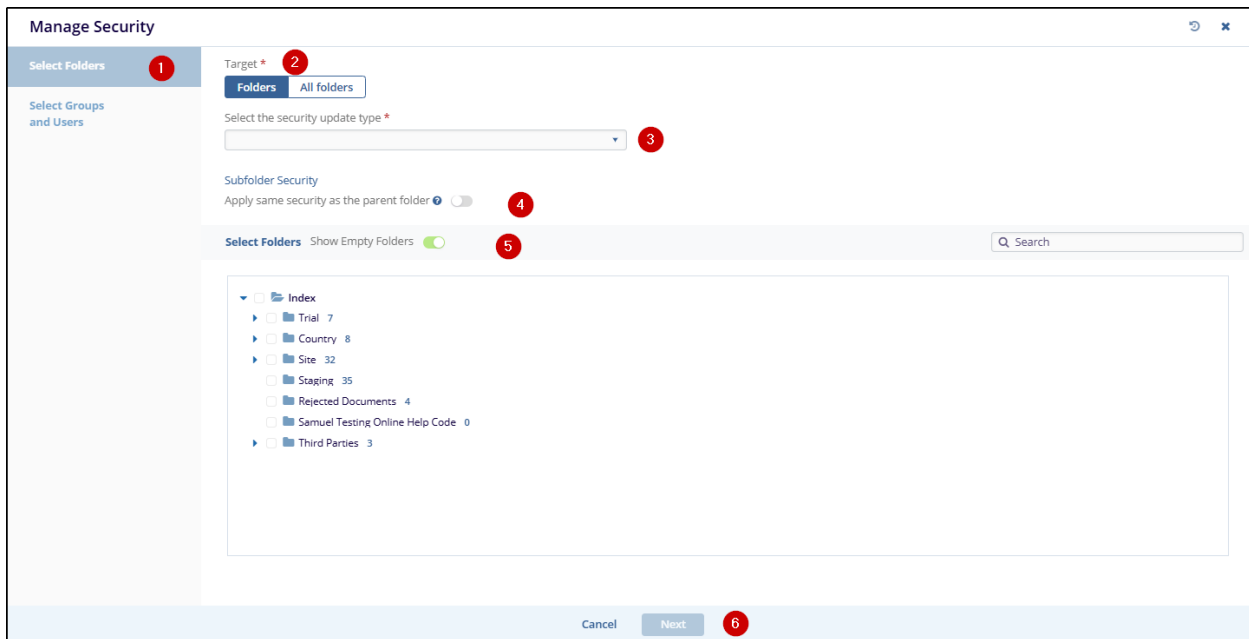 Manage Security
Select Folders 1
Select Groups
and Users
Target * 2
Folders All folders
Select the security update type *
3
Subfolder Security
Apply same security as the parent folder ? 4
Select Folders Show Empty Folders 5 Search
Index
Trial 7
Country 8
Site 32
Staging 35
Rejected Documents 4
Samuel Testing Online Help Code 0
Third Parties 3
Cancel Next 6